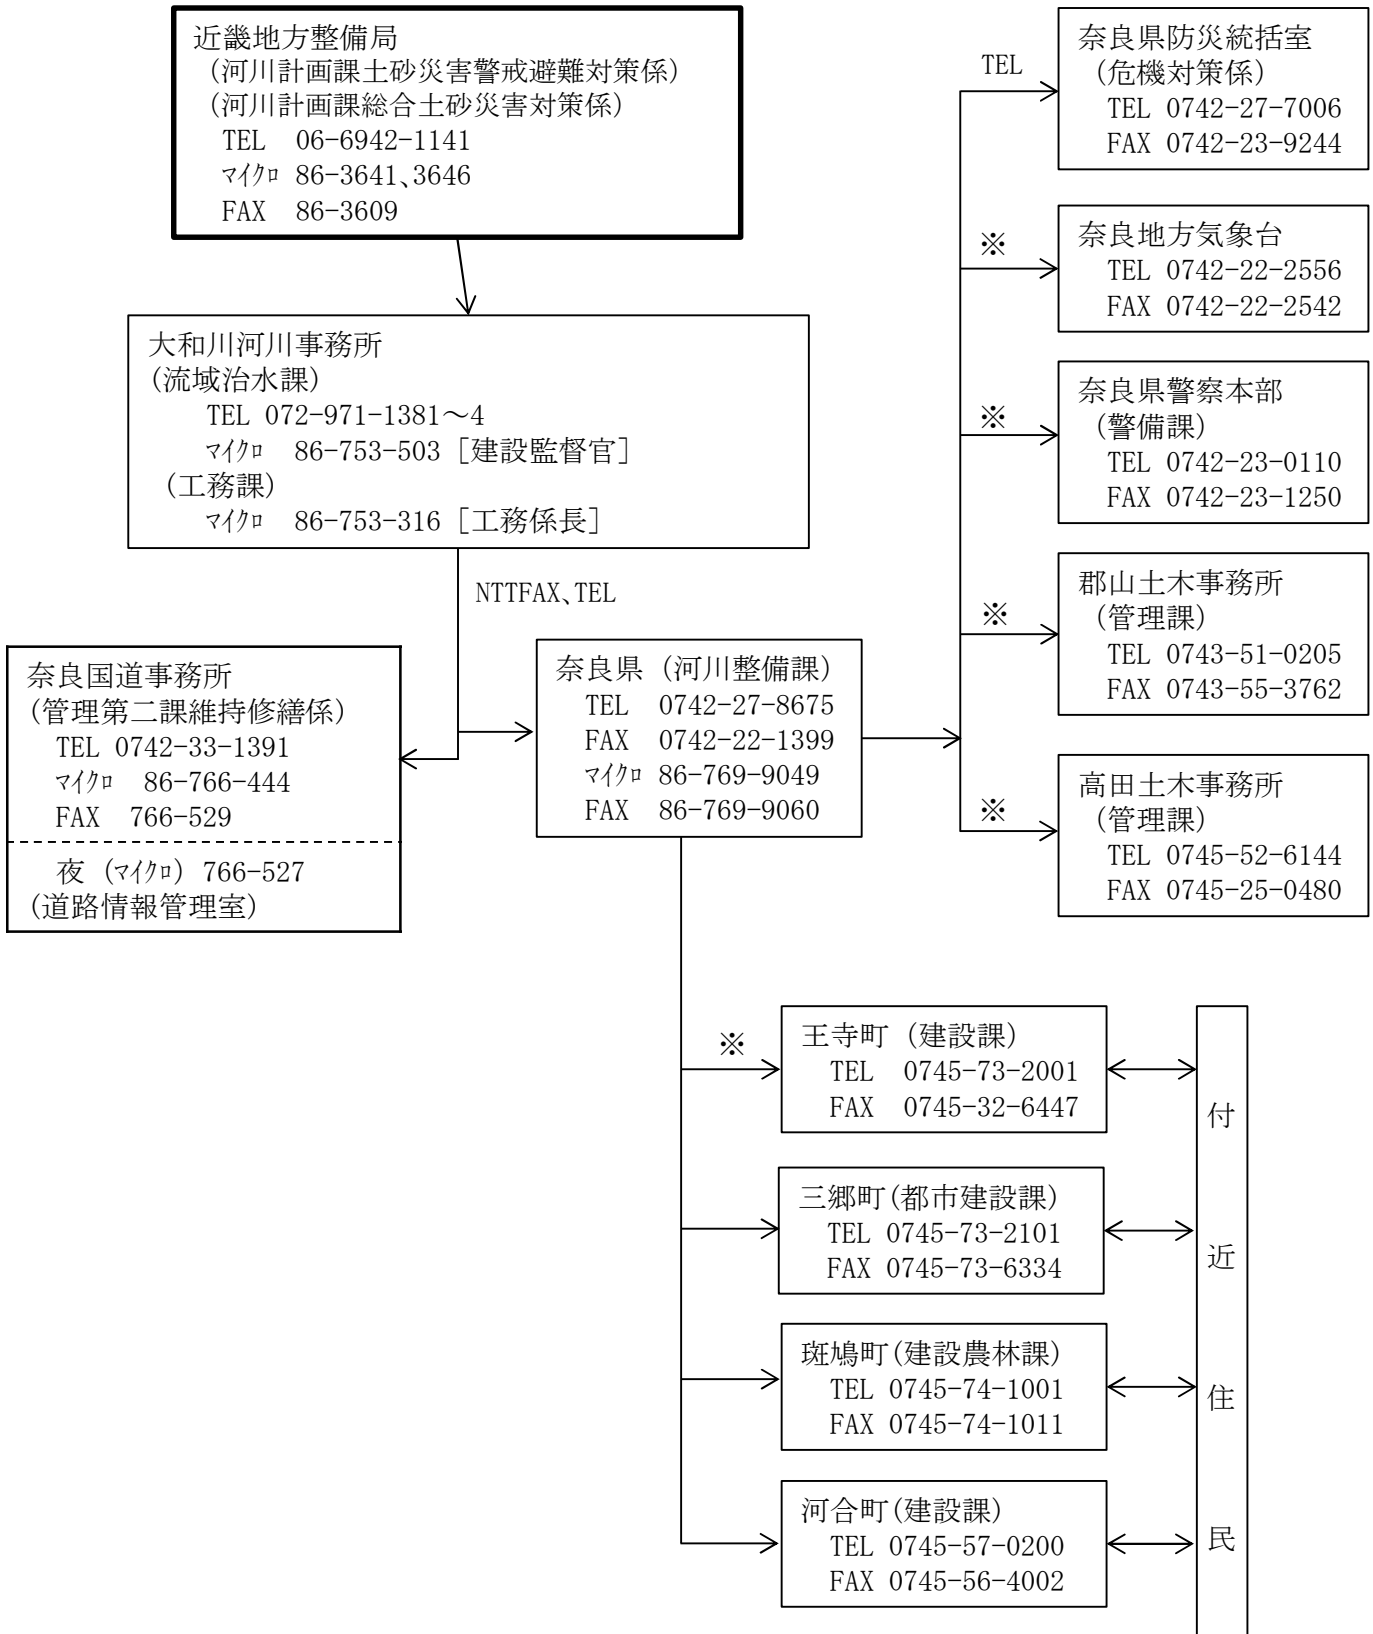 近畿地方整備局
(河川計画課土砂災害警戒避難対策係)
(河川計画課総合土砂災害対策係)
TEL 06-6942-1141
ﾏｲｸﾛ 86-3641、3646
FAX 86-3609
大和川河川事務所
(流域治水課)
TEL 072-971-1381～4
ﾏｲｸﾛ 86-753-503 [建設監督官]
(工務課)
ﾏｲｸﾛ 86-753-316 [工務係長]
NTTFAX、TEL
奈良国道事務所
(管理第二課維持修繕係)
TEL 0742-33-1391
ﾏｲｸﾛ 86-766-444
FAX 766-529
夜 (ﾏｲｸﾛ) 766-527
(道路情報管理室)
奈良県 (河川整備課)
TEL 0742-27-8675
FAX 0742-22-1399
ﾏｲｸﾛ 86-769-9049
FAX 86-769-9060
TEL
奈良県防災統括室
(危機対策係)
TEL 0742-27-7006
FAX 0742-23-9244
※
奈良地方気象台
TEL 0742-22-2556
FAX 0742-22-2542
※
奈良県警察本部
(警備課)
TEL 0742-23-0110
FAX 0742-23-1250
※
郡山土木事務所
(管理課)
TEL 0743-51-0205
FAX 0743-55-3762
※
高田土木事務所
(管理課)
TEL 0745-52-6144
FAX 0745-25-0480
※
王寺町 (建設課)
TEL 0745-73-2001
FAX 0745-32-6447
三郷町(都市建設課)
TEL 0745-73-2101
FAX 0745-73-6334
斑鳩町(建設農林課)
TEL 0745-74-1001
FAX 0745-74-1011
河合町(建設課)
TEL 0745-57-0200
FAX 0745-56-4002
付近住民